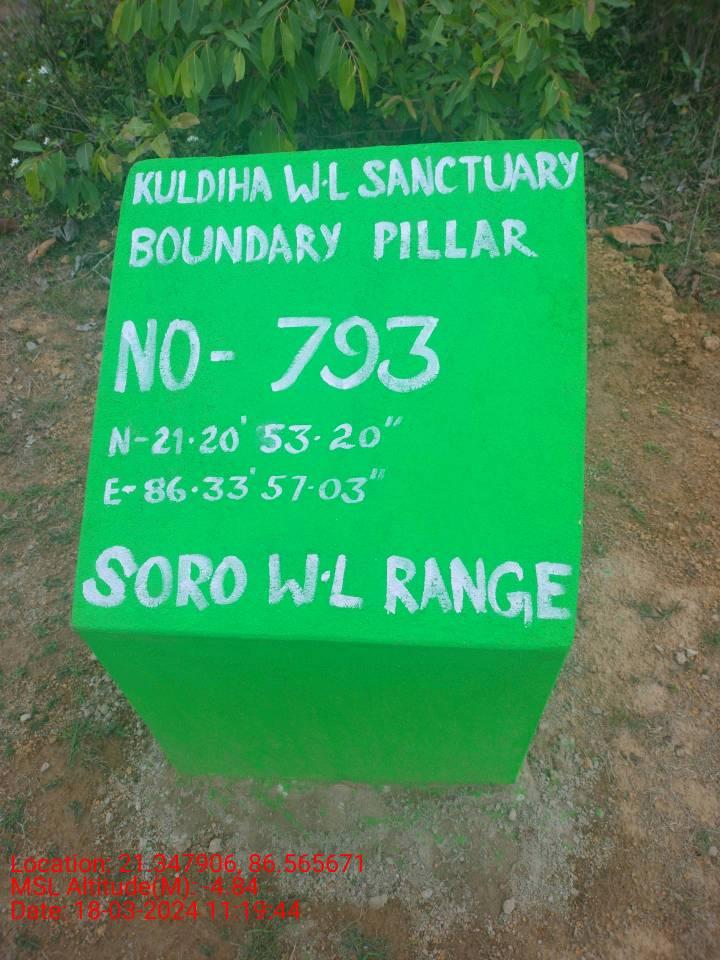 KULDIHA W.L SANCTUARY
BOUNDARY PILLAR
NO- 793
N-21.20' 53.20"
E-86.33' 57.03"
SORO W.L RANGE
Location: 21.347906, 86.565671
MSL Altitude(M): -4.84
Date: 18-03-2024 11:19:44